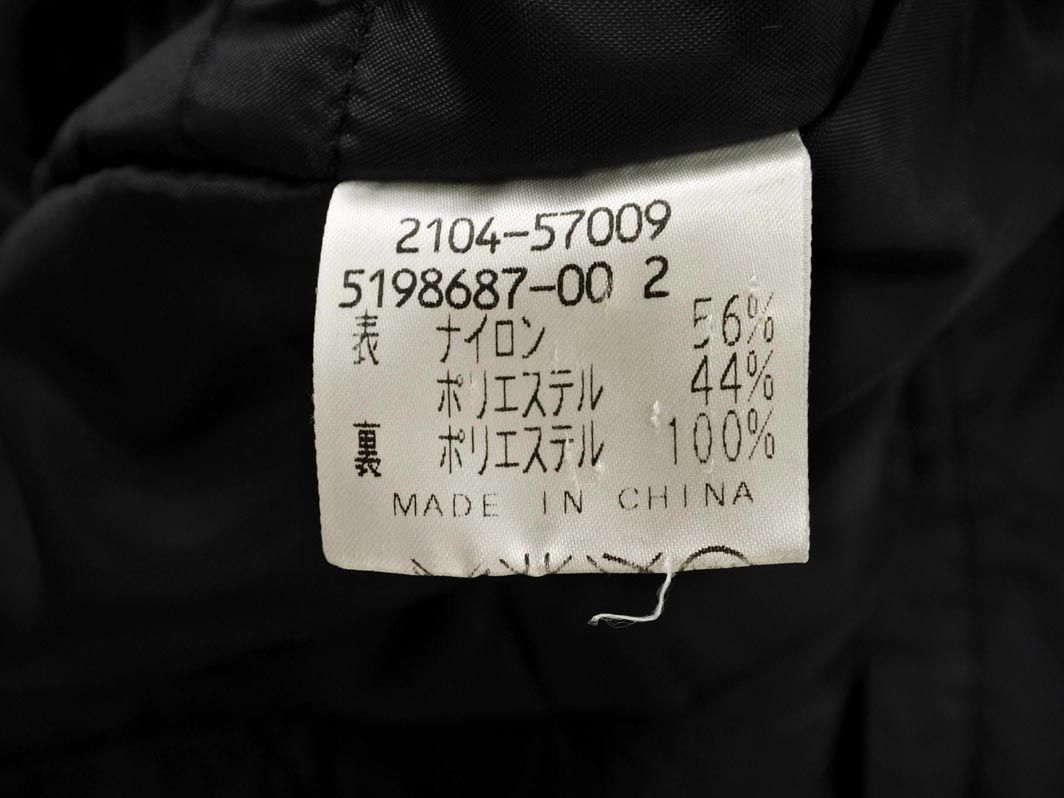 2104-57009
5198687-00 2
表 ナイロン 56%
ポリエステル 44%
裏 ポリエステル 100%
MADE IN CHINA